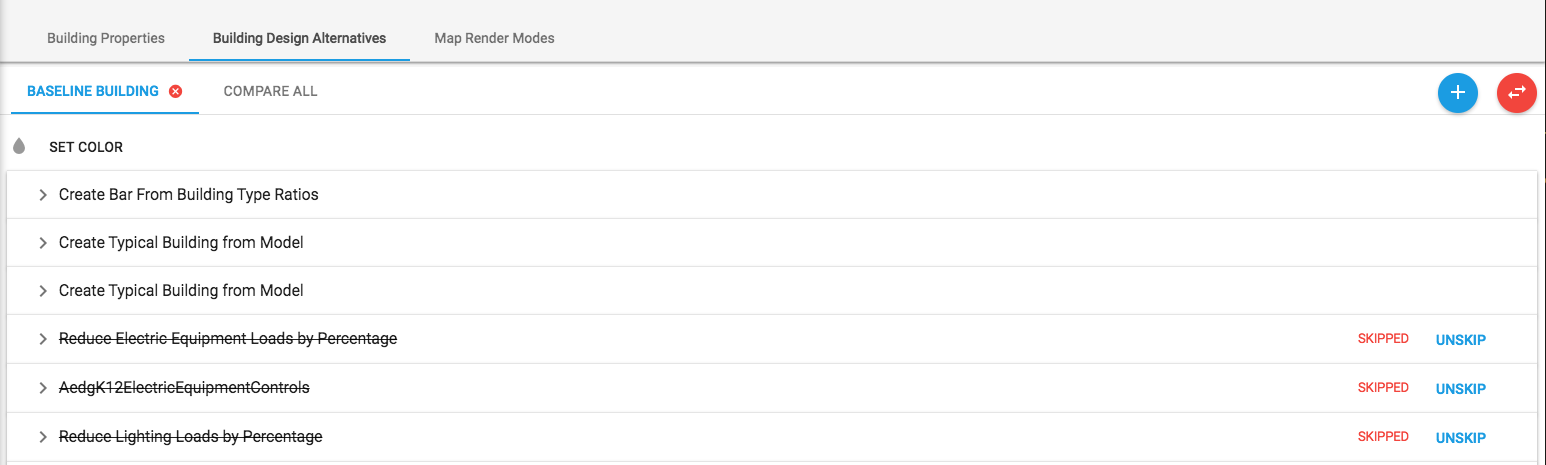 Building Properties Building Design Alternatives Map Render Modes
BASELINE BUILDING COMPARE ALL
SET COLOR
Create Bar From Building Type Ratios
Create Typical Building from Model
Create Typical Building from Model
Reduce Electric Equipment Loads by Percentage SKIPPED UNSKIP
AedgK12ElectricEquipmentControls SKIPPED UNSKIP
Reduce Lighting Loads by Percentage SKIPPED UNSKIP